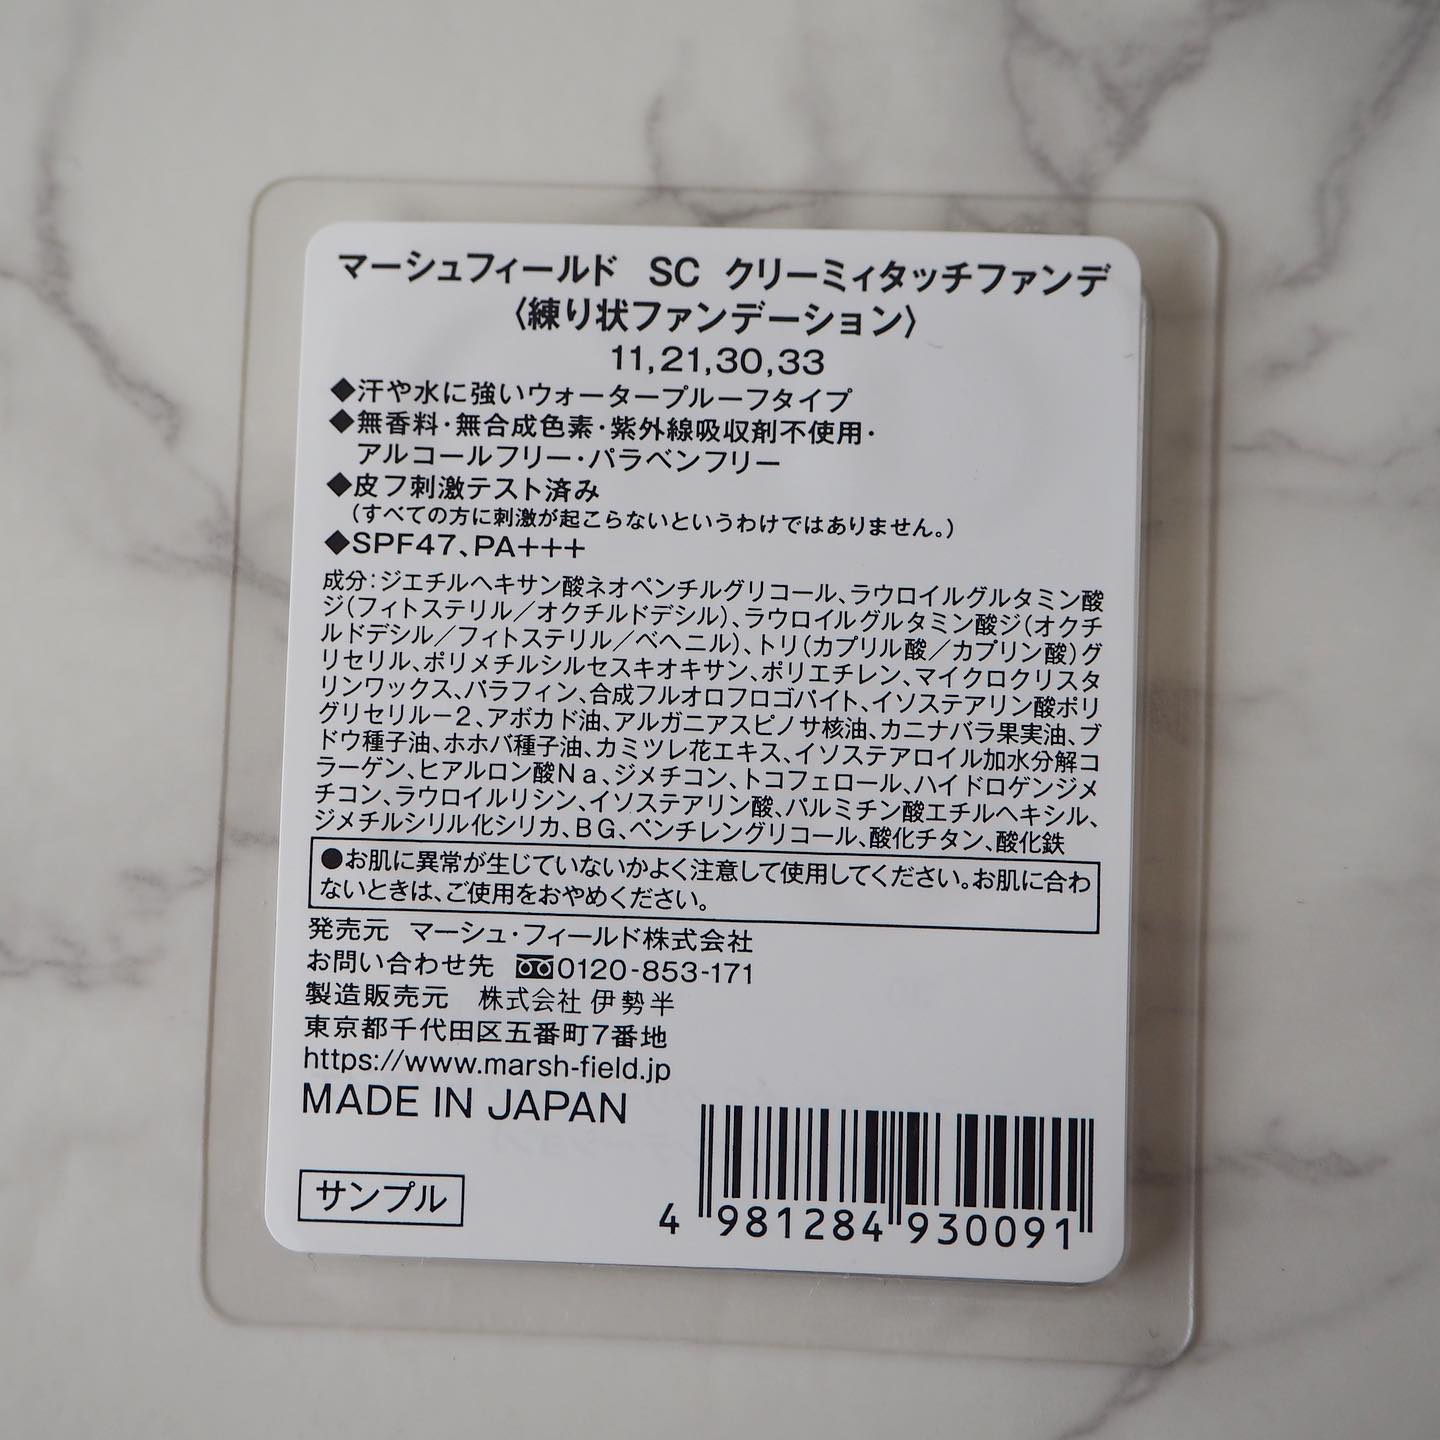 マーシュフィールド SC クリーミィタッチファンデ
〈練り状ファンデーション〉
11,21,30,33
◆汗や水に強いウォータープルーフタイプ
◆無香料・無合成色素・紫外線吸収剤不使用・
アルコールフリー・パラベンフリー
◆皮フ刺激テスト済み
（すべての方に刺激が起こらないというわけではありません。）
◆SPF47、PA+++
成分：ジエチルヘキサン酸ネオペンチルグリコール、ラウロイルグルタミン酸
ジ（フィトステリル／オクチルドデシル）、ラウロイルグルタミン酸ジ（オクチ
ルドデシル／フィトステリル／ベヘニル）、トリ（カプリル酸／カプリン酸）グ
リセリル、ポリメチルシルセスキオキサン、ポリエチレン、マイクロクリスタ
リンワックス、パラフィン、合成フルオロフロゴパイト、イソステアリン酸ポリ
グリセリル－2、アボカド油、アルガニアスピノサ核油、カニナバラ果実油、ブ
ドウ種子油、ホホバ種子油、カミツレ花エキス、イソステアロイル加水分解コ
ラーゲン、ヒアルロン酸Na、ジメチコン、トコフェロール、ハイドロゲンジメ
チコン、ラウロイルリシン、イソステアリン酸、パルミチン酸エチルヘキシル、
ジメチルシリル化シリカ、BG、ペンチレングリコール、酸化チタン、酸化鉄
●お肌に異常が生じていないかよく注意して使用してください。お肌に合わ
ないときは、ご使用をおやめください。
発売元 マーシュ・フィールド株式会社
お問い合わせ先 0120-853-171
製造販売元 株式会社 伊勢半
東京都千代田区五番町7番地
https://www.marsh-field.jp
MADE IN JAPAN
サンプル
4 981284 930091